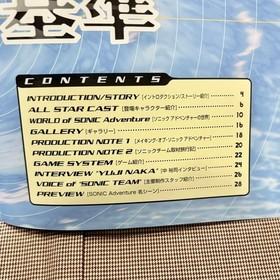 基準
CONTENTS
INTRODUCTION/STORY (イントロダクション/ストーリー紹介) 4
ALL STAR CAST (登場キャラクター紹介) 6
WORLD of SONIC Adventure (ソニック アドベンチャーの世界) 10
GALLERY (ギャラリー) 16
PRODUCTION NOTE 1 (メイキング・オブ・ソニック アドベンチャー) 18
PRODUCTION NOTE 2 (ソニックチーム取材旅行記) 20
GAME SYSTEM (ゲーム紹介) 22
INTERVIEW "YUJI NAKA" (中 裕司インタビュー) 24
VOICE of "SONIC TEAM" (主要制作スタッフ紹介) 26
PREVIEW (SONIC Adventure 名シーン) 28